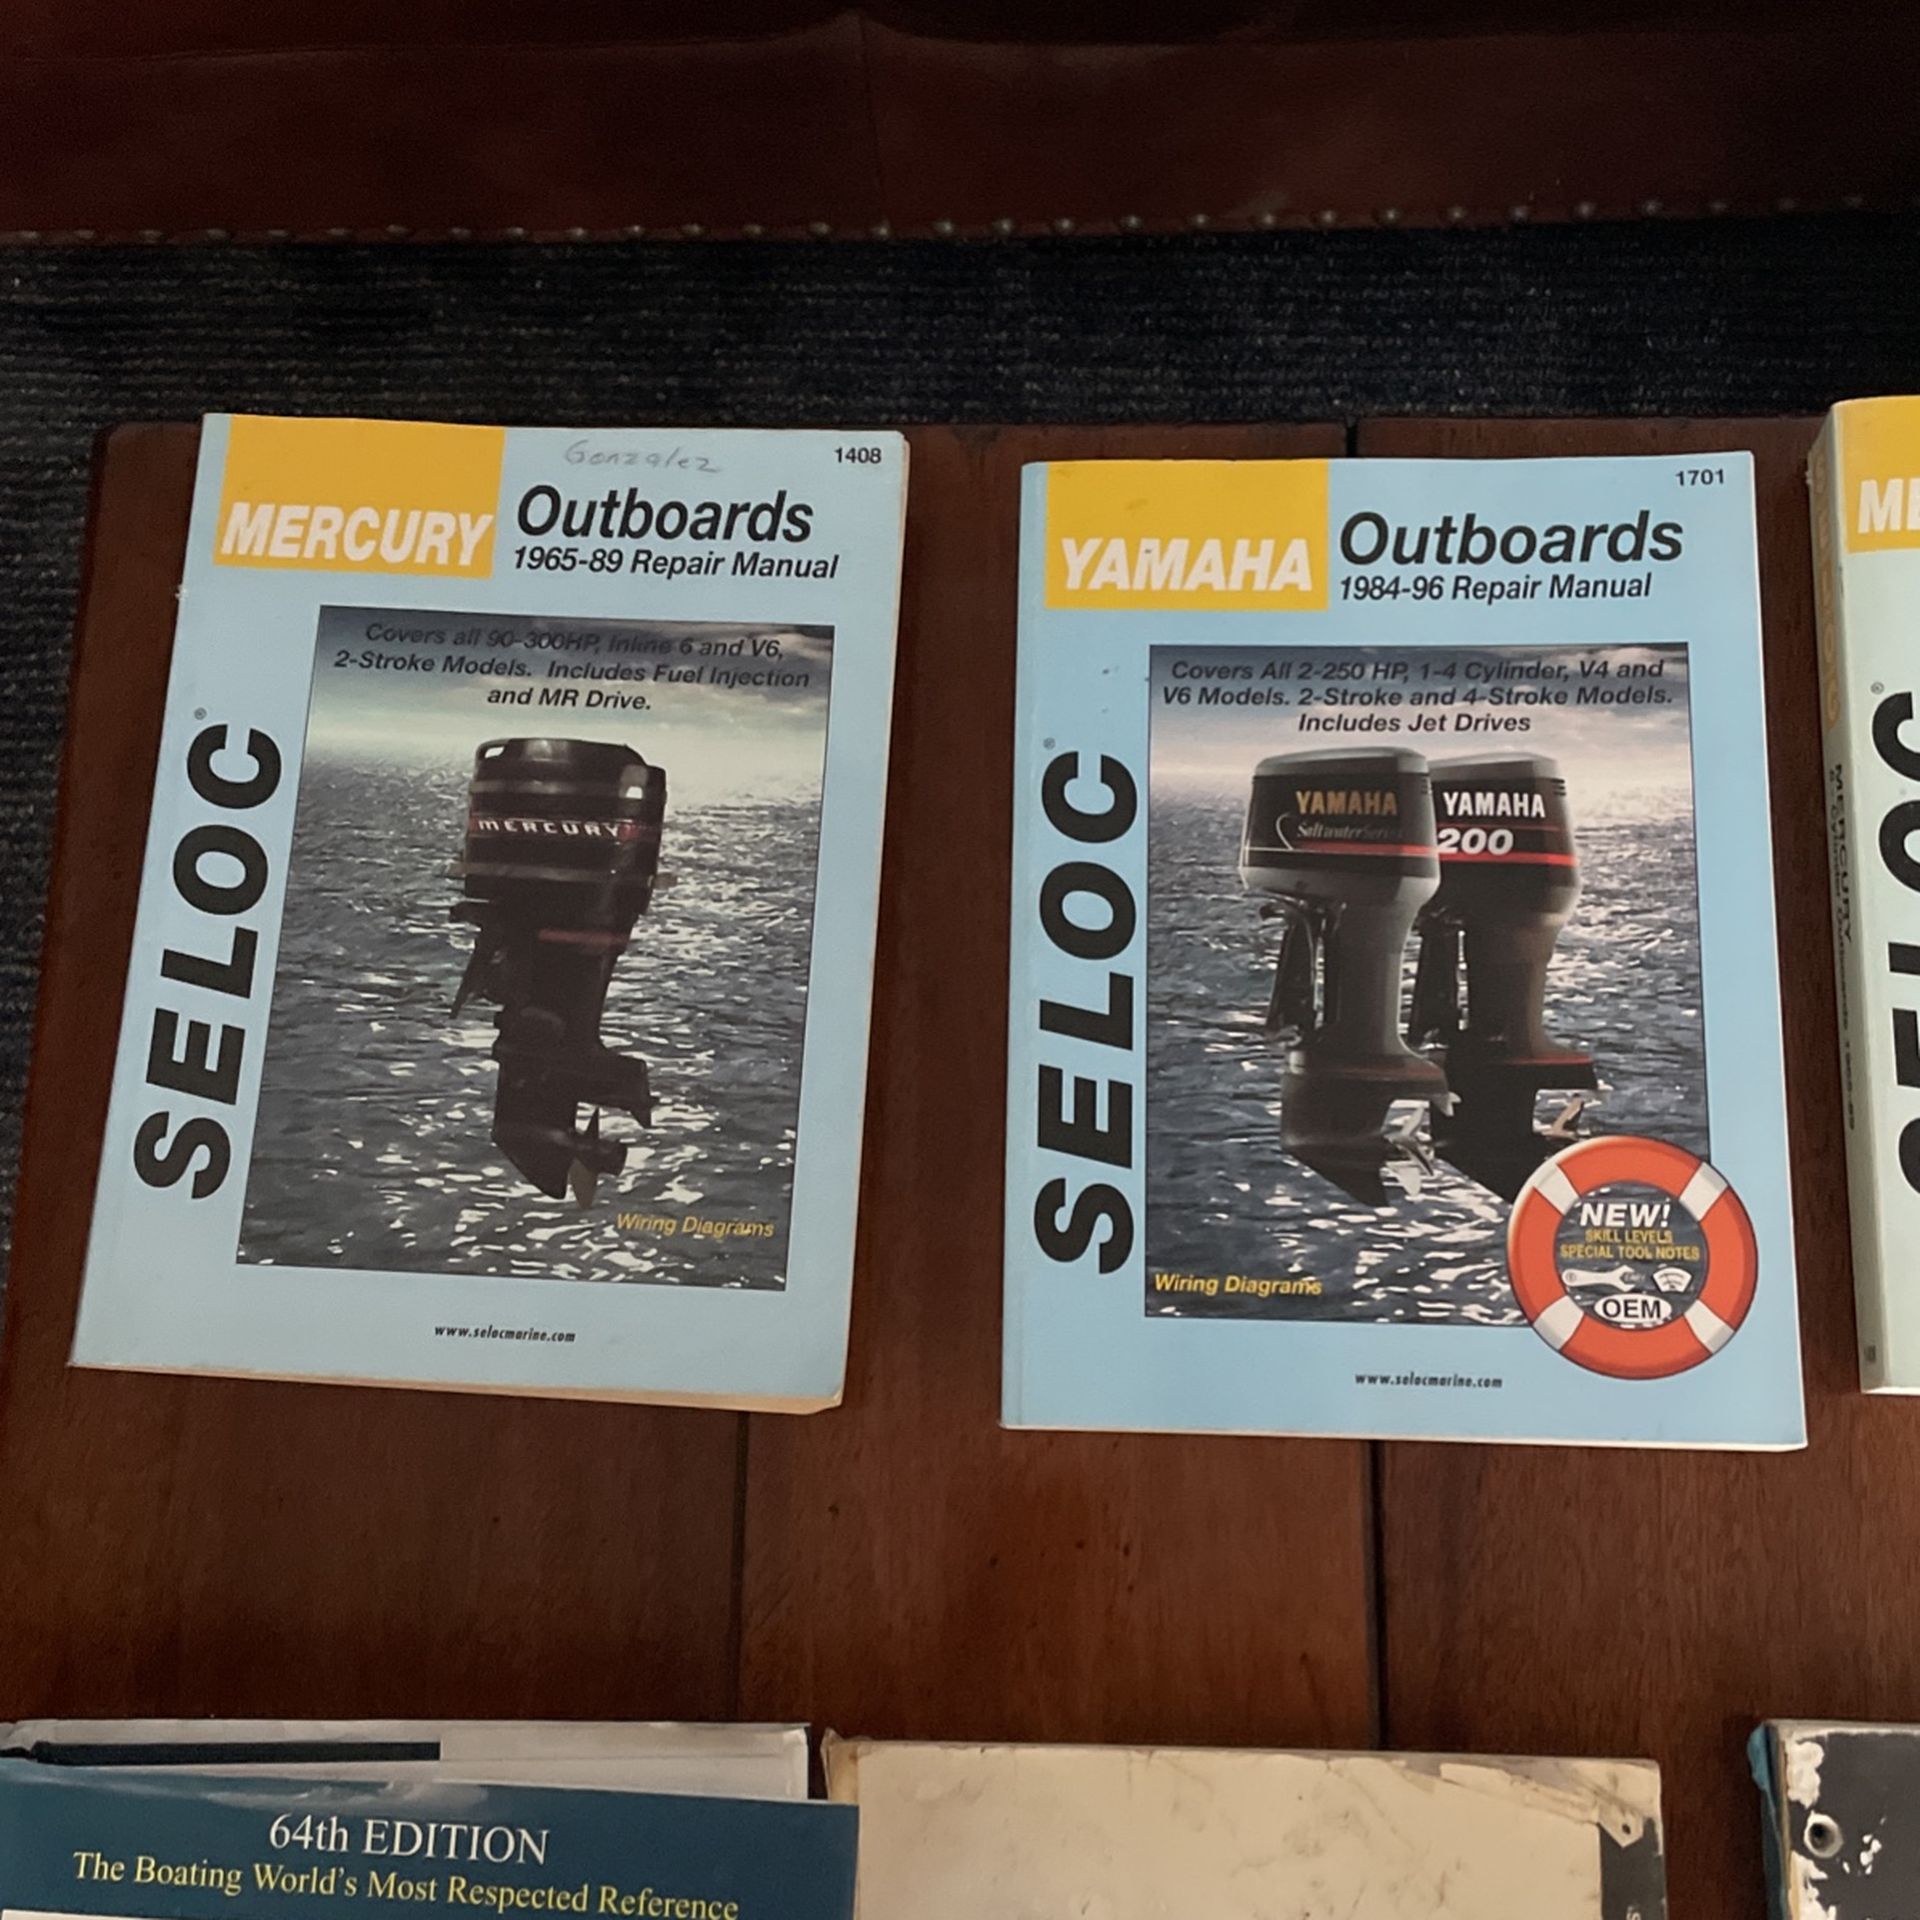 Gonzalez
1408
MERCURY
Outboards
1965-89 Repair Manual
Covers all 90-300HP, Inline 6 and V6,
2-Stroke Models. Includes Fuel Injection
and MR Drive.
MERCURY
SELOC®
Wiring Diagrams
www.selocmarine.com
1701
YAMAHA
Outboards
1984-96 Repair Manual
Covers All 2-250 HP, 1-4 Cylinder, V4 and
V6 Models. 2-Stroke and 4-Stroke Models.
Includes Jet Drives
YAMAHA
Saltwater Series
YAMAHA
200
SELOC®
NEW!
SKILL LEVELS
SPECIAL TOOL NOTES
OEM
Wiring Diagrams
www.selocmarine.com
ME
MERCURY
SELOC
64th EDITION
The Boating World's Most Respected Reference